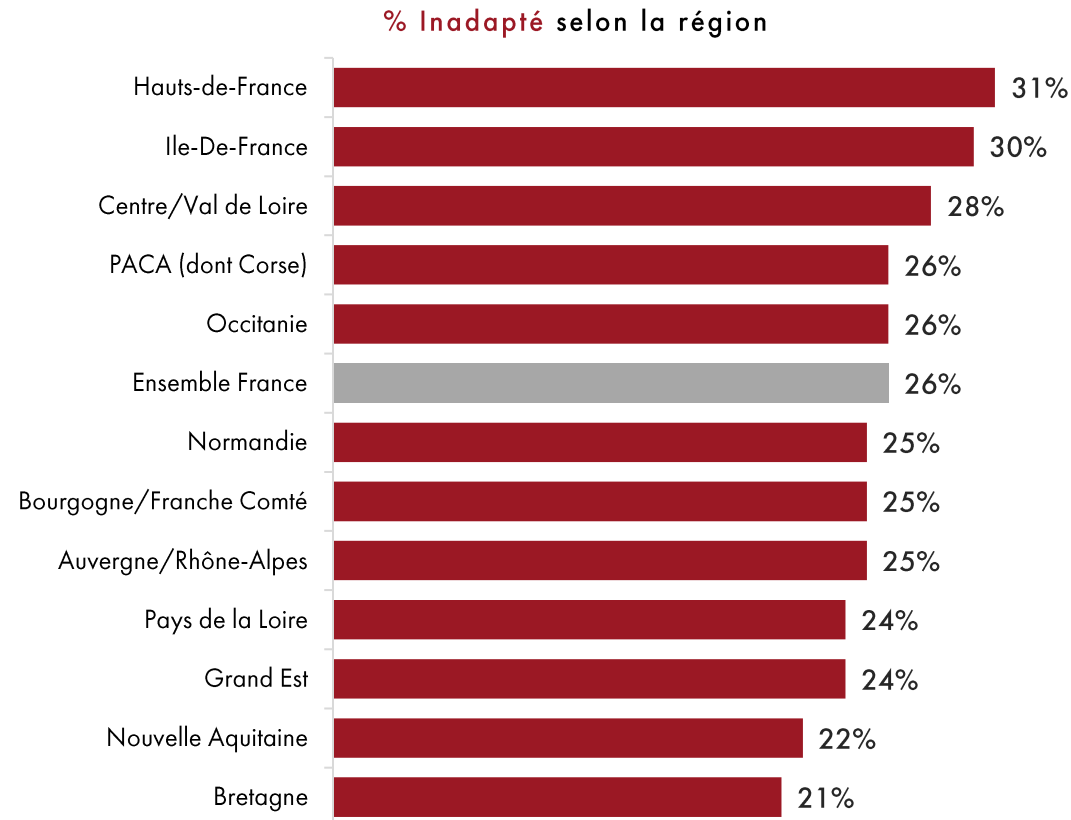 % Inadapté selon la région
Hauts-de-France 31%
Ile-De-France 30%
Centre/Val de Loire 28%
PACA (dont Corse) 26%
Occitanie 26%
Ensemble France 26%
Normandie 25%
Bourgogne/Franche Comté 25%
Auvergne/Rhône-Alpes 25%
Pays de la Loire 24%
Grand Est 24%
Nouvelle Aquitaine 22%
Bretagne 21%